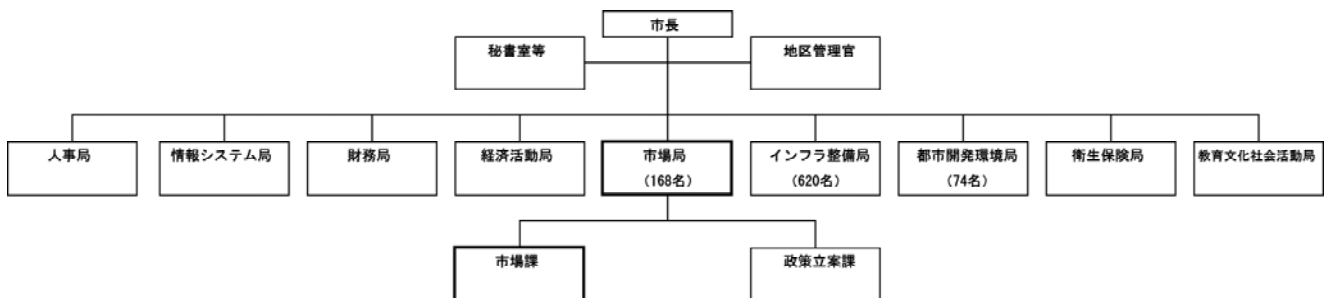 市長
秘書室等
地区管理官
人事局
情報システム局
財務局
経済活動局
市場局
(168名)
インフラ整備局
(620名)
都市開発環境局
(74名)
衛生保険局
教育文化社会活動局
市場課
政策立案課